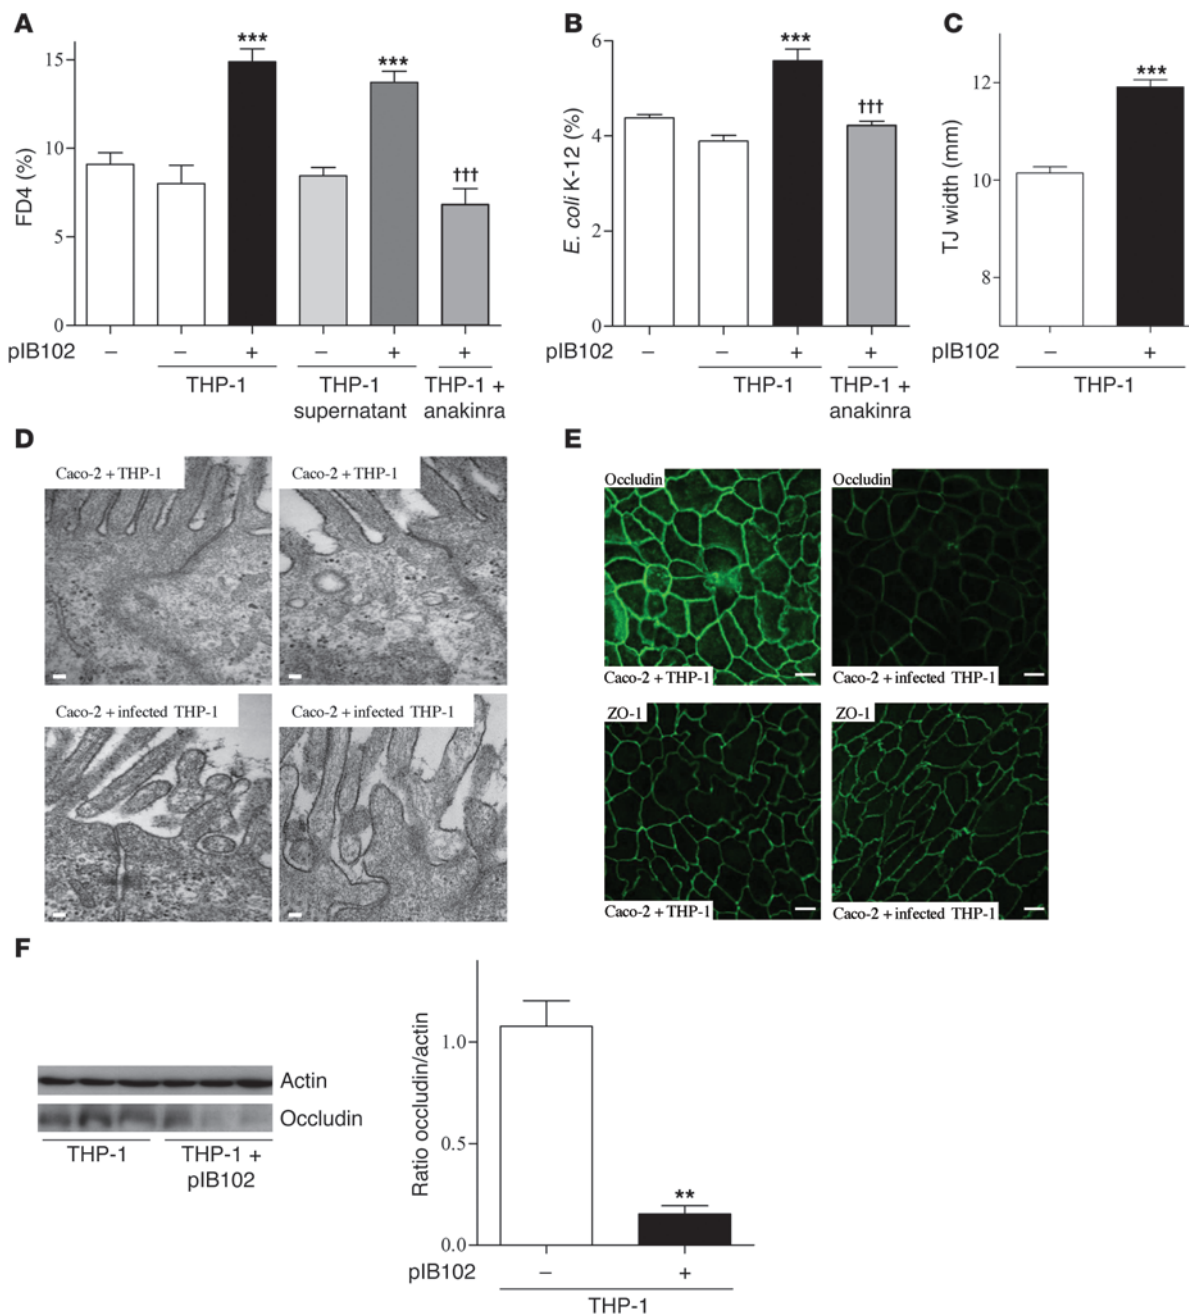 A
***
***
†††
15
10
5
0
FD4 (%)
pIB102 – – + – + +
THP-1 THP-1 THP-1 +
supernatant anakinra
B
***
†††
6
4
2
0
E. coli K-12 (%)
pIB102 – – + +
THP-1 THP-1 +
anakinra
C
***
12
10
8
TJ width (mm)
pIB102 – +
THP-1
D
Caco-2 + THP-1
Caco-2 + THP-1
Caco-2 + infected THP-1
Caco-2 + infected THP-1
E
Occludin
Caco-2 + THP-1
Occludin
Caco-2 + infected THP-1
ZO-1
Caco-2 + THP-1
ZO-1
Caco-2 + infected THP-1
F
Actin
Occludin
THP-1 THP-1 +
pIB102
**
1.0
0.5
0.0
Ratio occludin/actin
pIB102 – +
THP-1